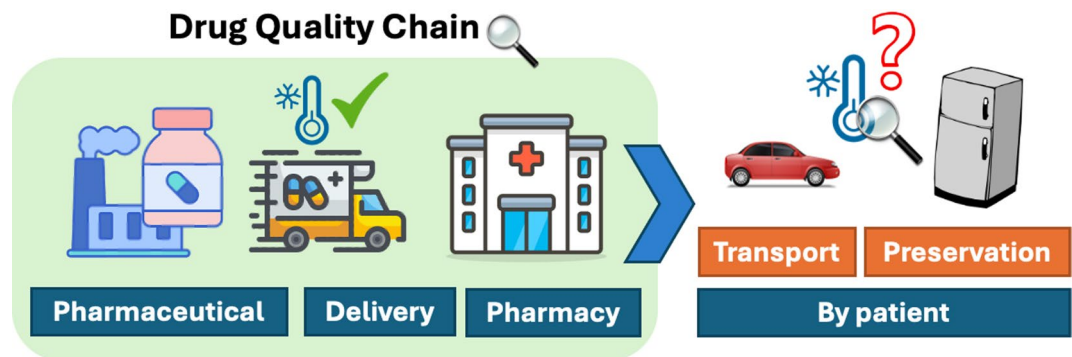 Drug Quality Chain
?
Pharmaceutical
Delivery
Pharmacy
Transport
Preservation
By patient